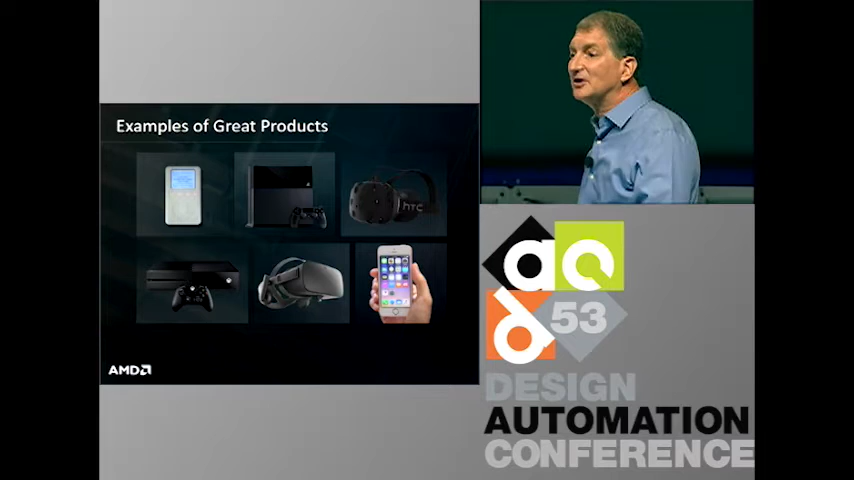 Examples of Great Products
hTC
AMD
53
DESIGN
AUTOMATION
CONFERENCE